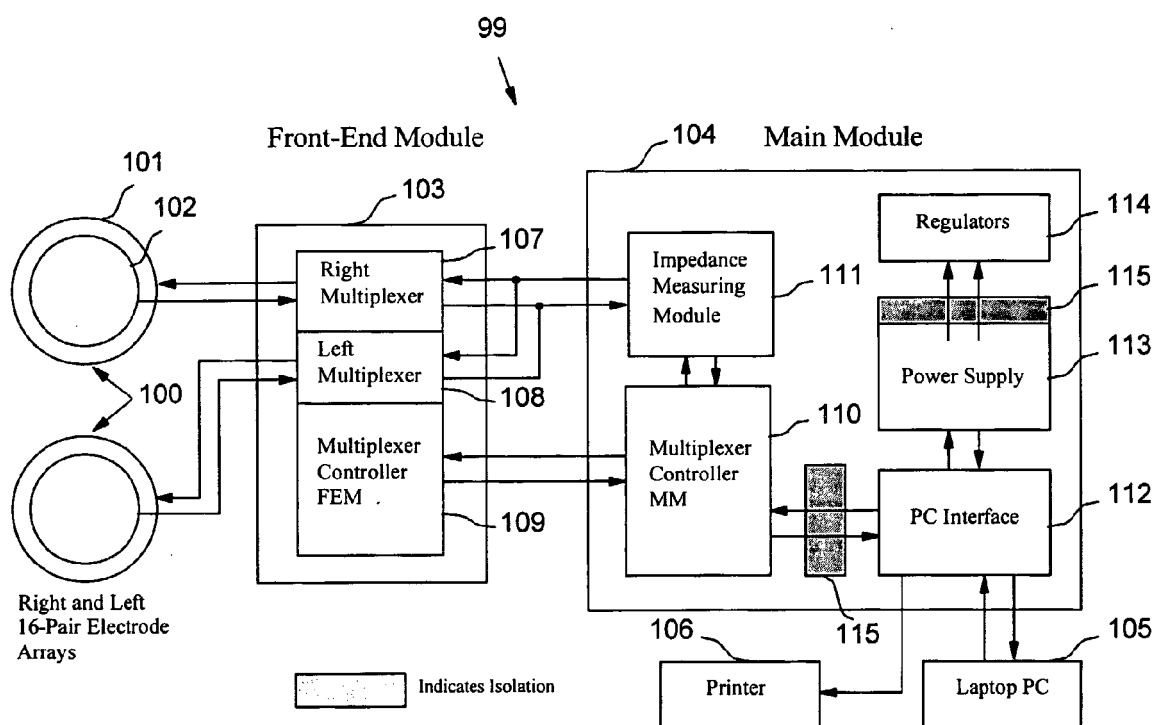 99
Front-End Module
Main Module
101
102
103
104
107
Right
Multiplexer
Left
Multiplexer
108
Multiplexer
Controller
FEM
109
100
Right and Left
16-Pair Electrode
Arrays
Impedance
Measuring
Module
111
Multiplexer
Controller
MM
110
Regulators
114
115
Power Supply
113
PC Interface
112
115
106
Printer
105
Laptop PC
Indicates Isolation